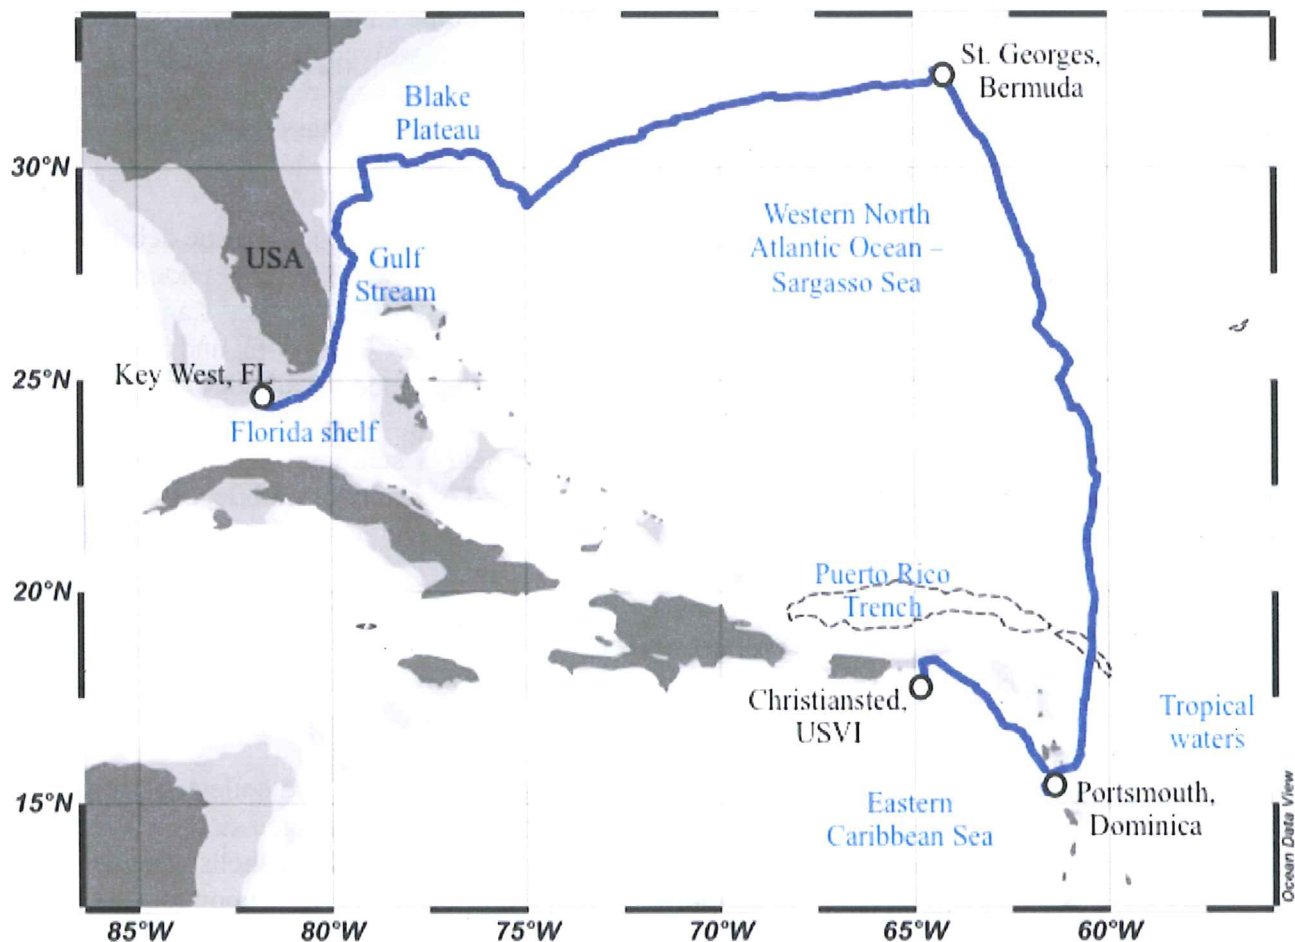 St. Georges,
Bermuda
Blake
Plateau
30°N
Western North
Atlantic Ocean –
Sargasso Sea
USA
Gulf
Stream
Key West, FL
25°N
Florida shelf
Puerto Rico
Trench
20°N
Christiansted,
USVI
Tropical
waters
Portsmouth,
Dominica
Eastern
Caribbean Sea
15°N
Ocean Data View
85°W
80°W
75°W
70°W
65°W
60°W